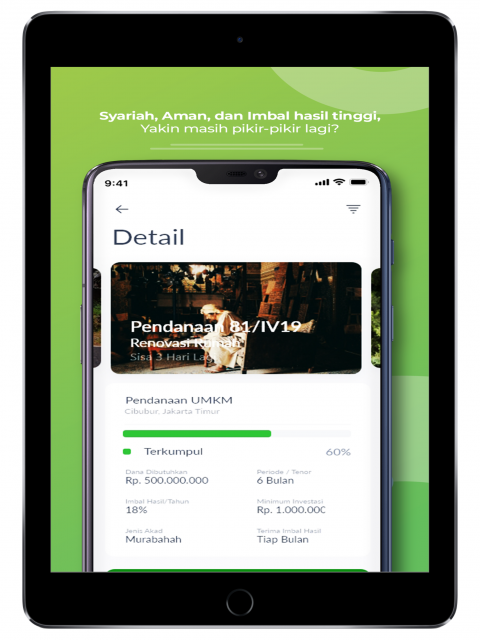 Syariah, Aman, dan Imbal hasil tinggi,
Yakin masih pikir-pikir lagi?
9:41
Detail
Pendanaan 81/IV19
Renovasi Rumah
Sisa 3 Hari Lagi
Pendanaan UMKM
Cibubur, Jakarta Timur
Terkumpul 60%
Dana Dibutuhkan Periode / Tenor
Rp. 500.000.000 6 Bulan
Imbal Hasil/Tahun Minimum Investasi
18% Rp. 1.000.000
Jenis Akad Terima Imbal Hasil
Murabahah Tiap Bulan